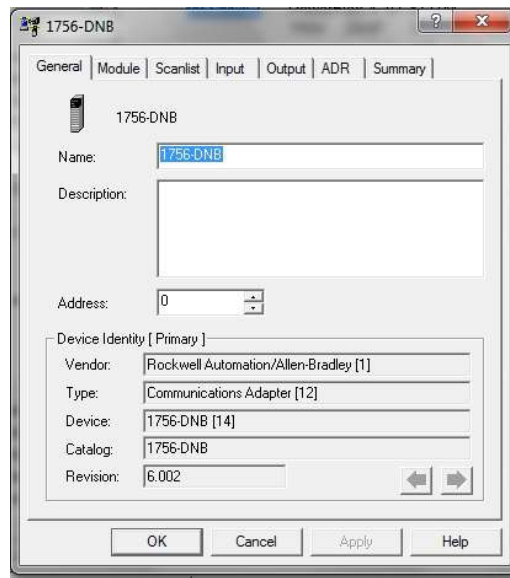 1756-DNB
General Module Scanlist Input Output ADR Summary
1756-DNB
Name: 1756-DNB
Description:
Address: 0
Device Identity [ Primary ]
Vendor: Rockwell Automation/Allen-Bradley [1]
Type: Communications Adapter [12]
Device: 1756-DNB [14]
Catalog: 1756-DNB
Revision: 6.002
OK Cancel Apply Help